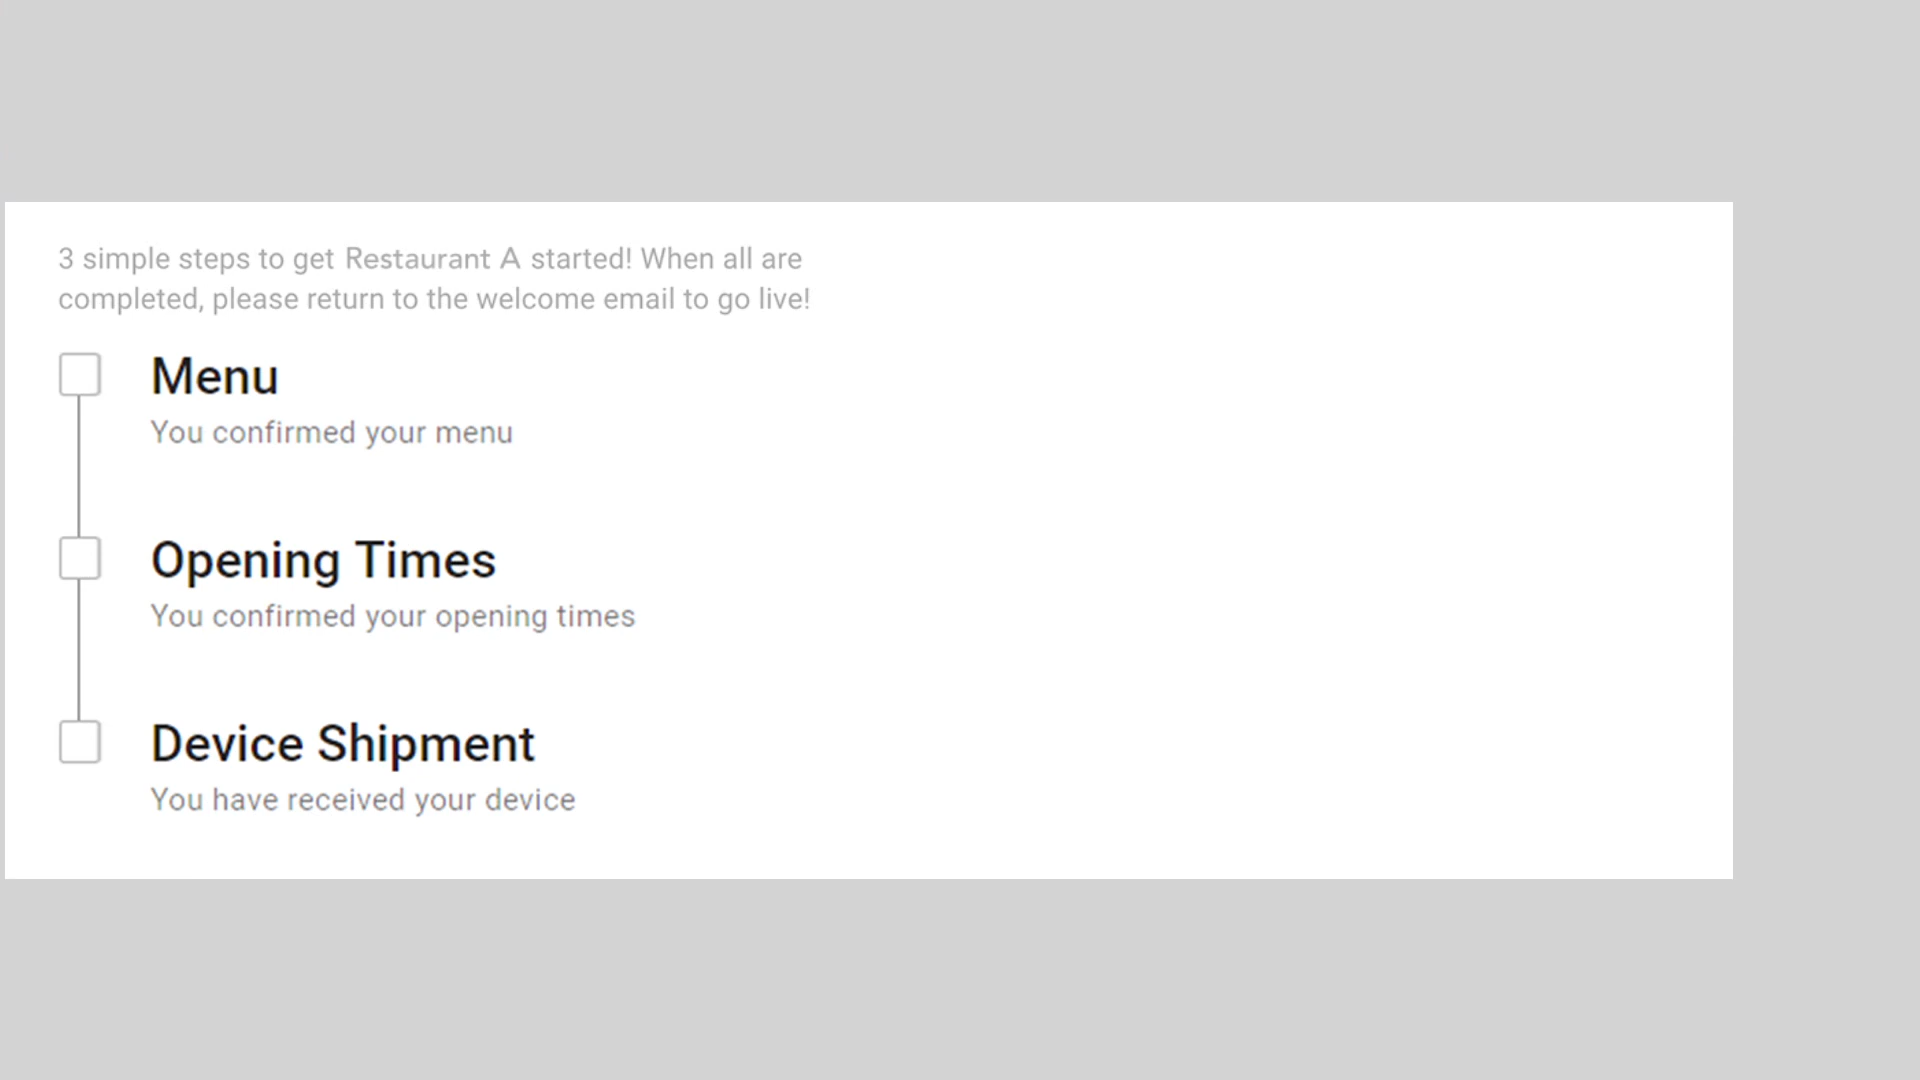 3 simple steps to get Restaurant A started! When all are
completed, please return to the welcome email to go live!
Menu
You confirmed your menu
Opening Times
You confirmed your opening times
Device Shipment
You have received your device